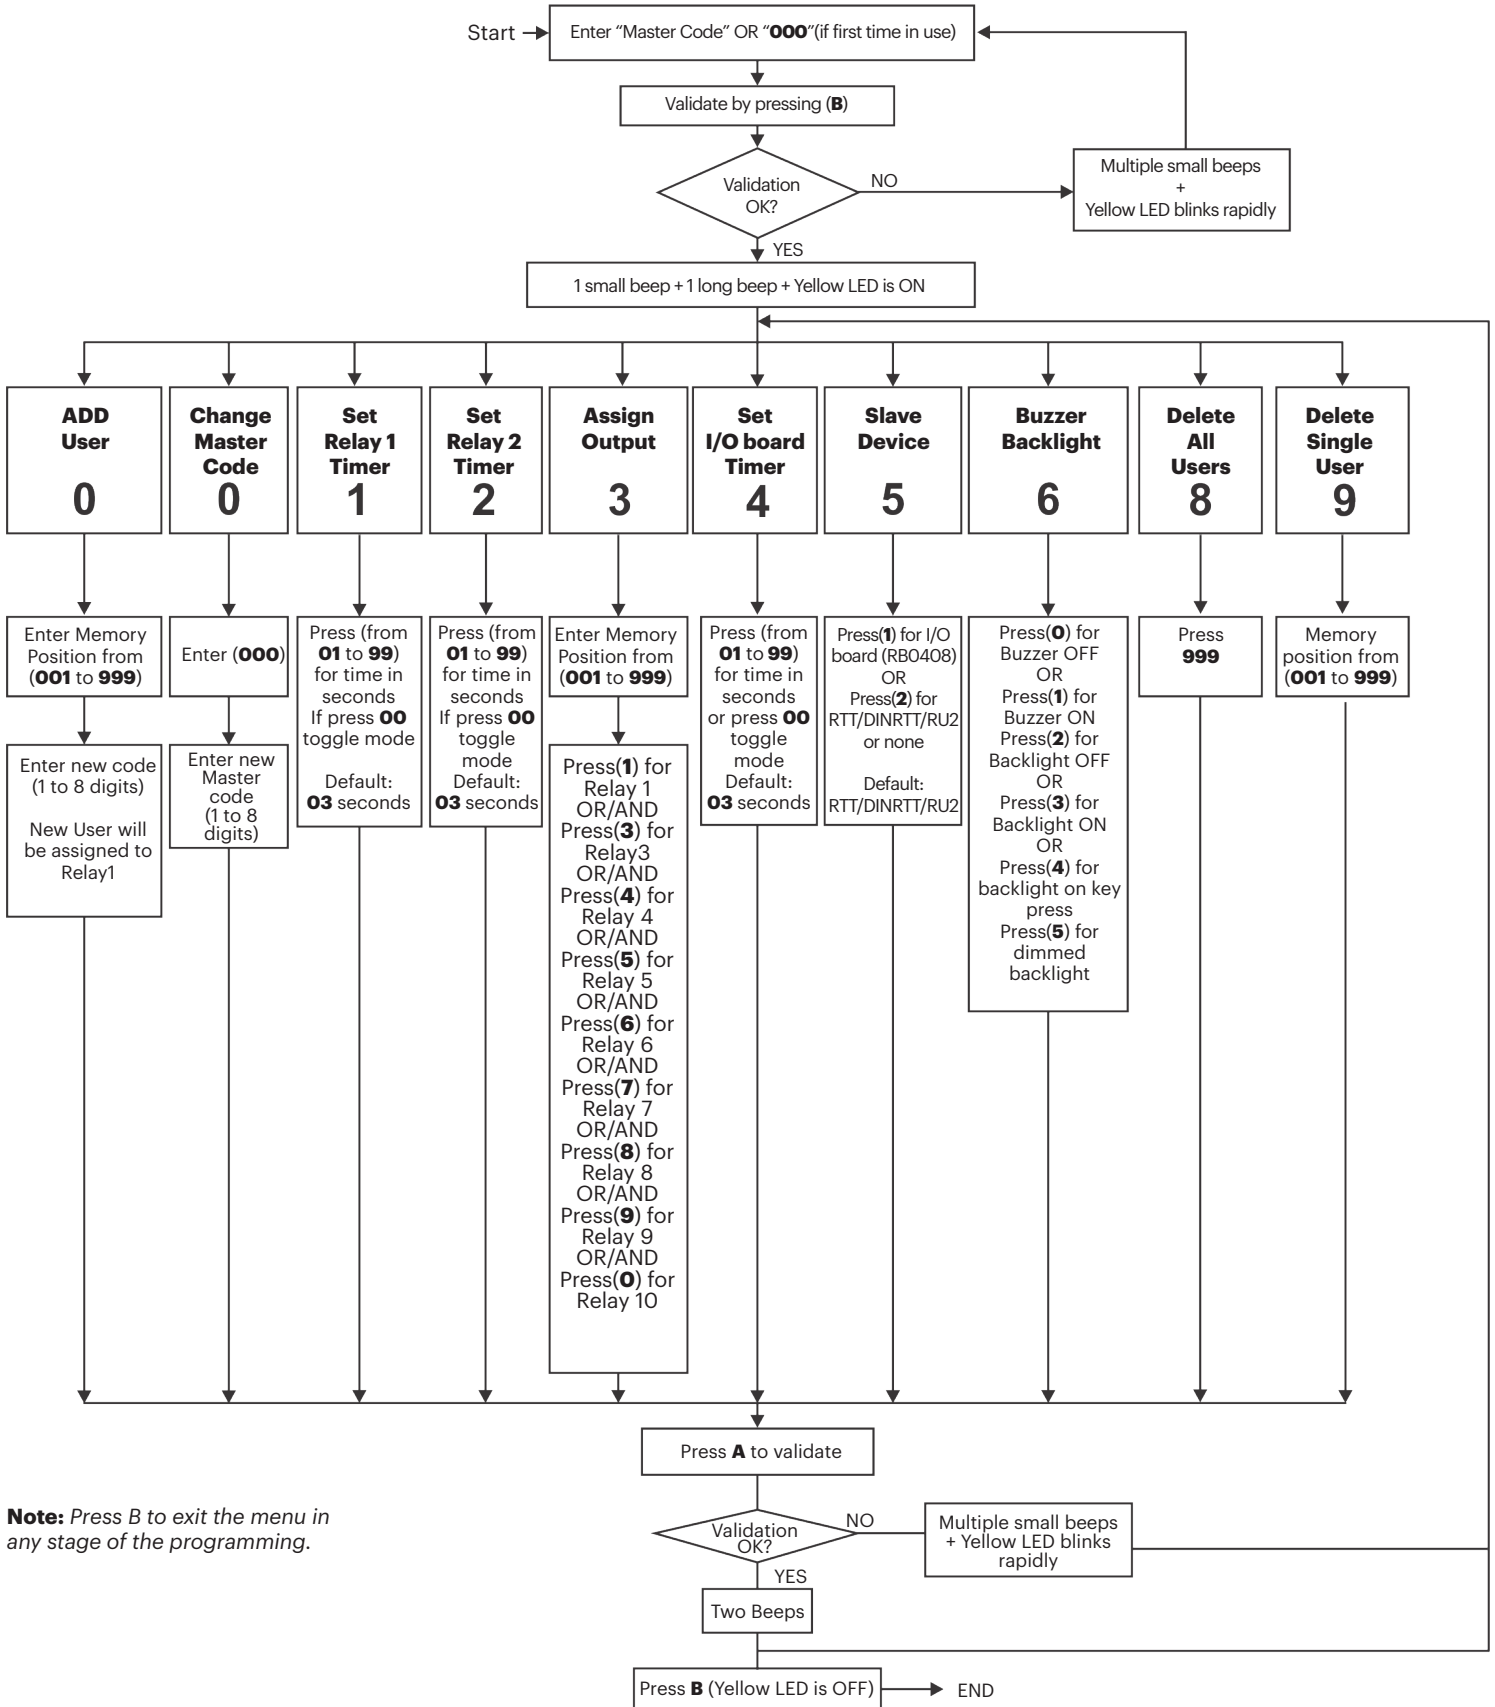 Start
Enter “Master Code” OR “000”(if first time in use)
Validate by pressing (B)
Validation
OK?
NO
Multiple small beeps
+
Yellow LED blinks rapidly
YES
1 small beep + 1 long beep + Yellow LED is ON
ADD
User
0
Change
Master
Code
0
Set
Relay 1
Timer
1
Set
Relay 2
Timer
2
Assign
Output
3
Set
I/O board
Timer
4
Slave
Device
5
Buzzer
Backlight
6
Delete
All
Users
8
Delete
Single
User
9
Enter Memory
Position from
(001 to 999)
Enter new code
(1 to 8 digits)
New User will
be assigned to
Relay1
Enter (000)
Enter new
Master
code
(1 to 8
digits)
Press (from
01 to 99)
for time in
seconds
If press 00
toggle mode
Default:
03 seconds
Press (from
01 to 99)
for time in
seconds
If press 00
toggle
mode
Default:
03 seconds
Enter Memory
Position from
(001 to 999)
Press(1) for
Relay 1
OR/AND
Press(3) for
Relay3
OR/AND
Press(4) for
Relay 4
OR/AND
Press(5) for
Relay 5
OR/AND
Press(6) for
Relay 6
OR/AND
Press(7) for
Relay 7
OR/AND
Press(8) for
Relay 8
OR/AND
Press(9) for
Relay 9
OR/AND
Press(0) for
Relay 10
Press (from
01 to 99)
for time in
seconds
or press 00
toggle
mode
Default:
03 seconds
Press(1) for I/O
board (RB0408)
OR
Press(2) for
RTT/DINRTT/RU2
or none
Default:
RTT/DINRTT/RU2
Press(0) for
Buzzer OFF
OR
Press(1) for
Buzzer ON
Press(2) for
Backlight OFF
OR
Press(3) for
Backlight ON
OR
Press(4) for
backlight on key
press
Press(5) for
dimmed
backlight
Press
999
Memory
position from
(001 to 999)
Press A to validate
Note: Press B to exit the menu in
any stage of the programming.
Validation
OK?
NO
Multiple small beeps
+ Yellow LED blinks
rapidly
YES
Two Beeps
Press B (Yellow LED is OFF)
END